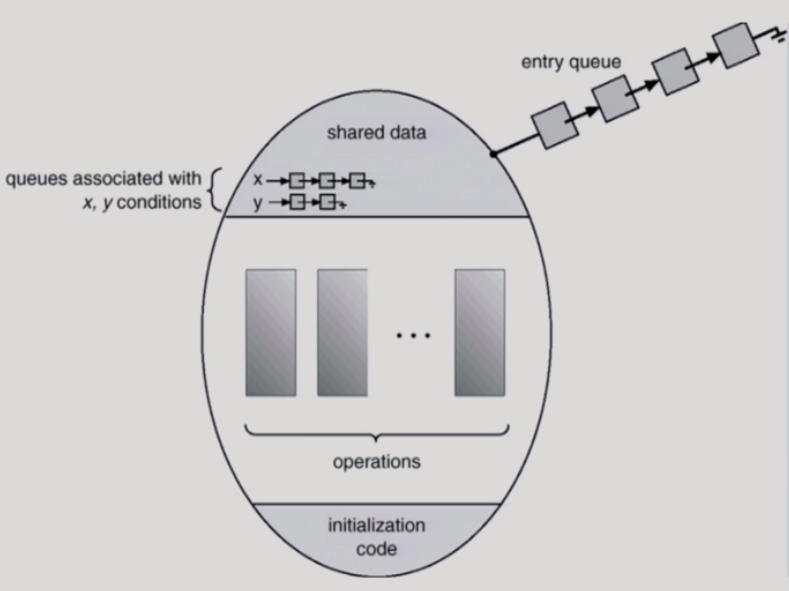 entry queue
shared data
queues associated with
x, y conditions
x
y
...
operations
initialization
code